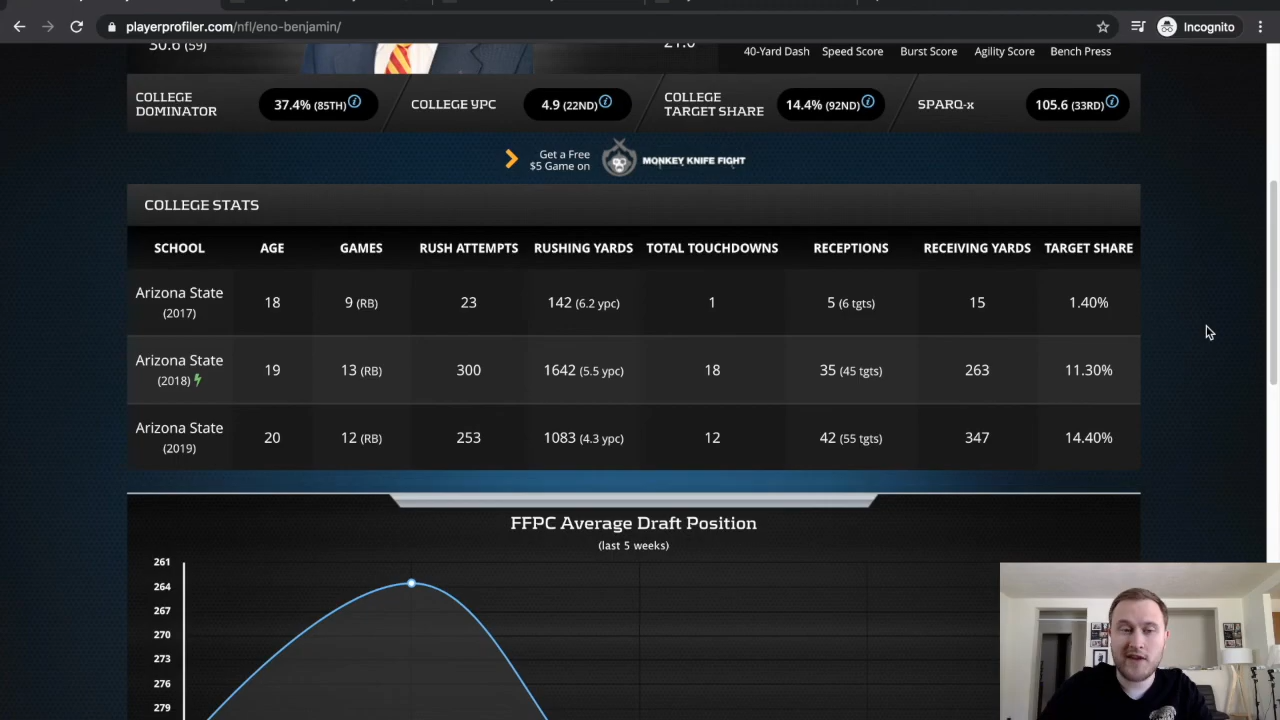 playerprofiler.com/nfl/eno-benjamin/
Incognito
30.6 (59)
21.0
40-Yard Dash Speed Score Burst Score Agility Score Bench Press
COLLEGE
DOMINATOR
37.4% (85TH)
COLLEGE YPC
4.9 (22ND)
COLLEGE
TARGET SHARE
14.4% (92ND)
SPARQ-x
105.6 (33RD)
Get a Free
$5 Game on
MONKEY KNIFE FIGHT
COLLEGE STATS
SCHOOL AGE GAMES RUSH ATTEMPTS RUSHING YARDS TOTAL TOUCHDOWNS RECEPTIONS RECEIVING YARDS TARGET SHARE
Arizona State
(2017)
18 9 (RB) 23 142 (6.2 ypc) 1 5 (6 tgts) 15 1.40%
Arizona State
(2018)
19 13 (RB) 300 1642 (5.5 ypc) 18 35 (45 tgts) 263 11.30%
Arizona State
(2019)
20 12 (RB) 253 1083 (4.3 ypc) 12 42 (55 tgts) 347 14.40%
FFPC Average Draft Position
(last 5 weeks)
261
264
267
270
273
276
279